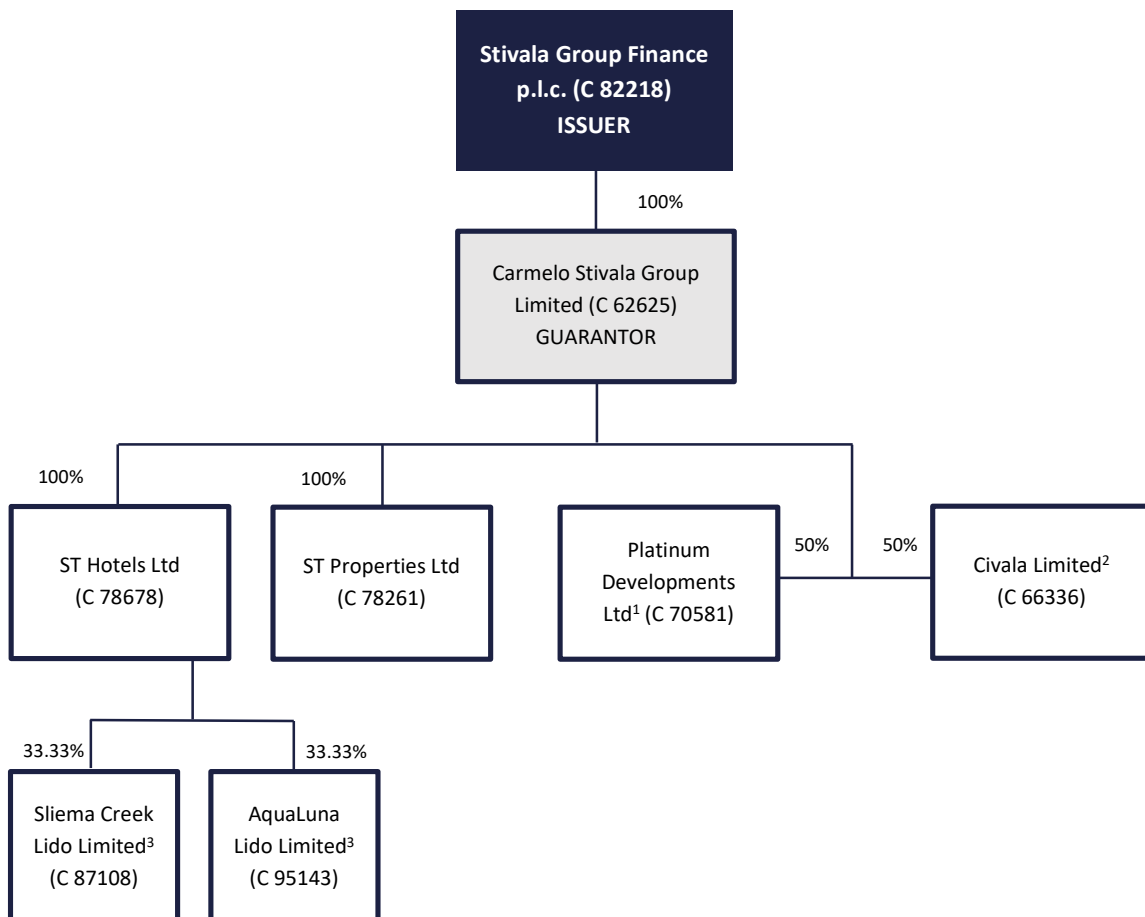 Stivala Group Finance
p.l.c. (C 82218)
ISSUER
100%
Carmelo Stivala Group
Limited (C 62625)
GUARANTOR
100%
100%
ST Hotels Ltd
(C 78678)
ST Properties Ltd
(C 78261)
Platinum
Developments
Ltd¹ (C 70581)
50%
50%
Civala Limited²
(C 66336)
33.33%
33.33%
Sliema Creek
Lido Limited³
(C 87108)
AquaLuna
Lido Limited³
(C 95143)